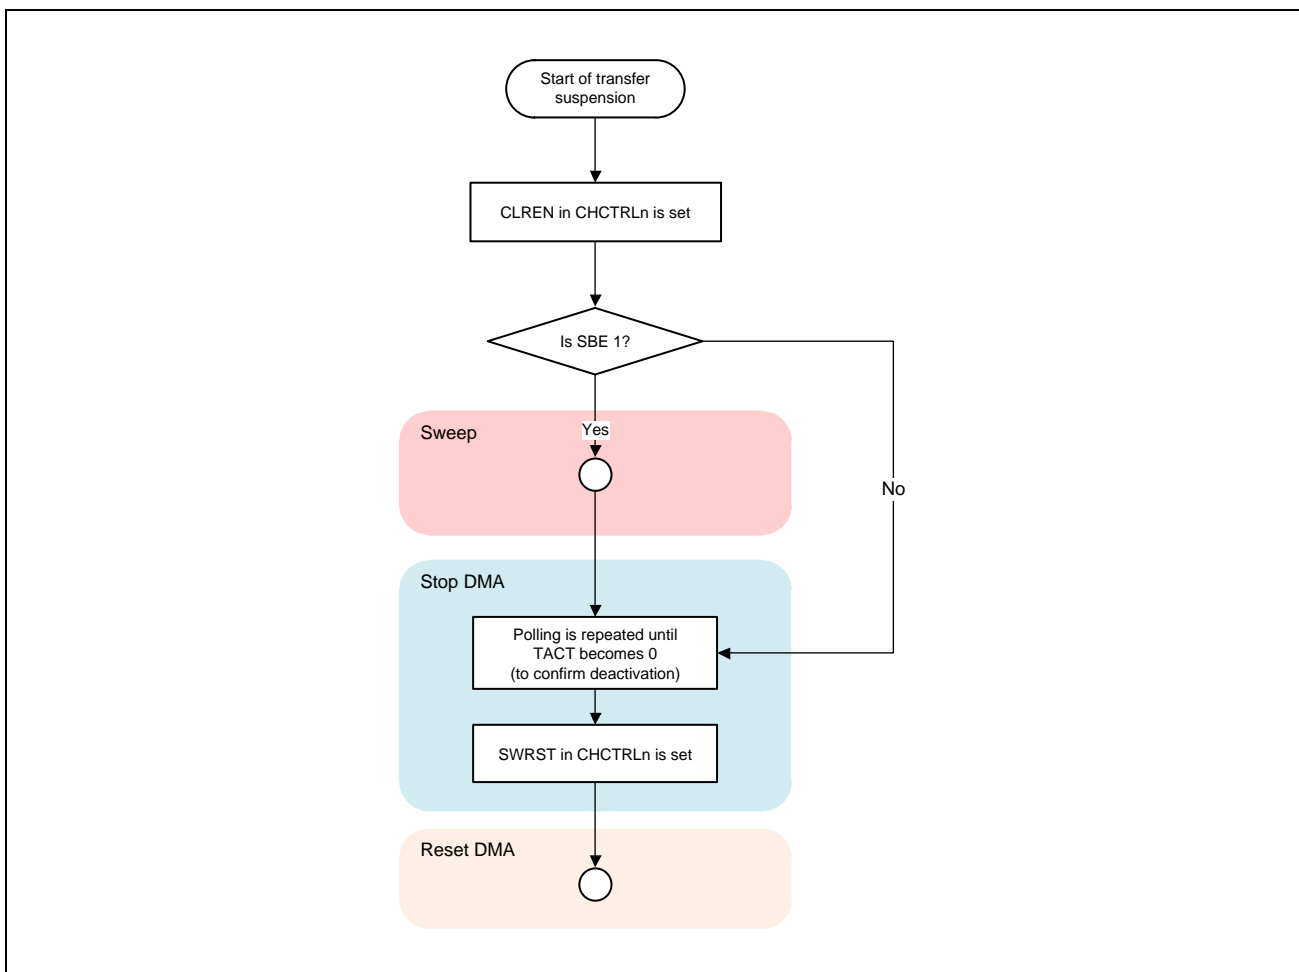 Start of transfer
suspension
CLREN in CHCTRLn is set
Is SBE 1?
Yes
Sweep
No
Stop DMA
Polling is repeated until
TACT becomes 0
(to confirm deactivation)
SWRST in CHCTRLn is set
Reset DMA